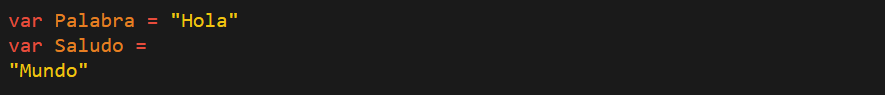 var Palabra = "Hola"
var Saludo =
"Mundo"